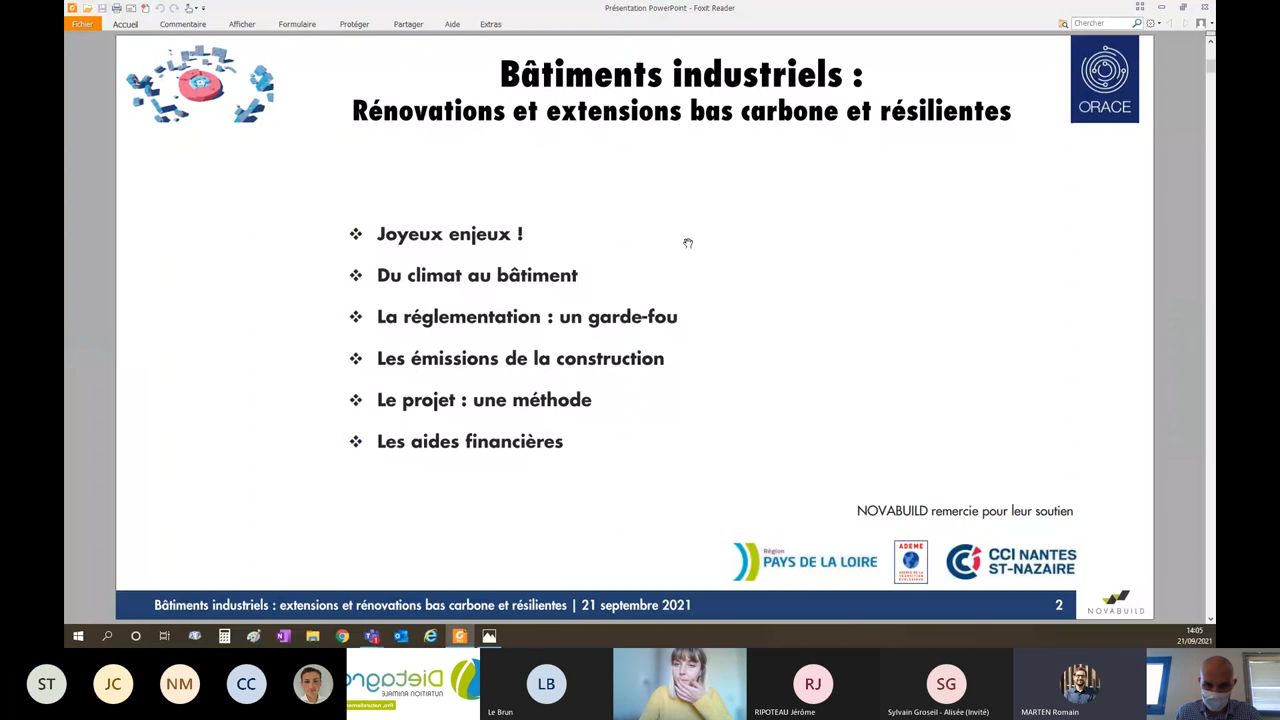 Présentation PowerPoint - Foxit Reader
Fichier Accueil Commentaire Afficher Formulaire Protéger Partager Aide Extras Chercher
Bâtiments industriels :
Rénovations et extensions bas carbone et résilientes
ORACE
❖ Joyeux enjeux !
❖ Du climat au bâtiment
❖ La réglementation : un garde-fou
❖ Les émissions de la construction
❖ Le projet : une méthode
❖ Les aides financières
NOVABUILD remercie pour leur soutien
Région
PAYS DE LA LOIRE
ADEME
CCI NANTES
ST-NAZAIRE
Bâtiments industriels : extensions et rénovations bas carbone et résilientes | 21 septembre 2021 2
NOVABUILD
14:05
21/09/2021
ST JC NM CC LB RJ SG
Dietagro
NUTRITION ANIMALE
Le Brun
RIPOTEAU Jérôme
Sylvain Groseil - Alisée (Invité)
MARTEN Romain